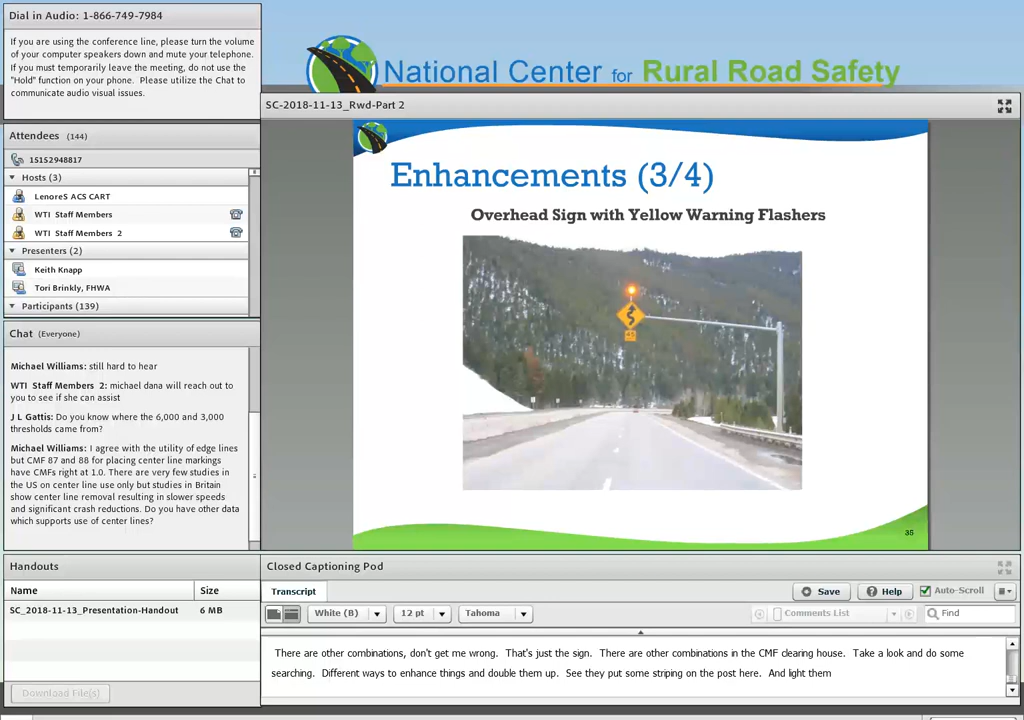 Dial in Audio: 1-866-749-7984
If you are using the conference line, please turn the volume
of your computer speakers down and mute your telephone.
If you must temporarily leave the meeting, do not use the
"Hold" function on your phone.  Please utilize the Chat to
communicate audio visual issues.
National Center for Rural Road Safety
SC-2018-11-13_Rwd-Part 2
Attendees (144)
15152948817
Hosts (3)
LenoreS ACS CART
WTI Staff Members
WTI Staff Members 2
Presenters (2)
Keith Knapp
Tori Brinkly, FHWA
Participants (139)
Enhancements (3/4)
Overhead Sign with Yellow Warning Flashers
45
35
Chat (Everyone)
Michael Williams: still hard to hear
WTI Staff Members 2: michael dana will reach out to
you to see if she can assist
J L Gattis: Do you know where the 6,000 and 3,000
thresholds came from?
Michael Williams: I agree with the utility of edge lines
but CMF 87 and 88 for placing center line markings
have CMFs right at 1.0. There are very few studies in
the US on center line use only but studies in Britain
show center line removal resulting in slower speeds
and significant crash reductions. Do you have other data
which supports use of center lines?
Handouts
Name Size
SC_2018-11-13_Presentation-Handout 6 MB
Download File(s)
Closed Captioning Pod
Transcript Save Help Auto-Scroll
White (B) 12 pt Tahoma Comments List Find
There are other combinations, don't get me wrong.  That's just the sign.  There are other combinations in the CMF clearing house.  Take a look and do some
searching.  Different ways to enhance things and double them up.  See they put some striping on the post here.  And light them